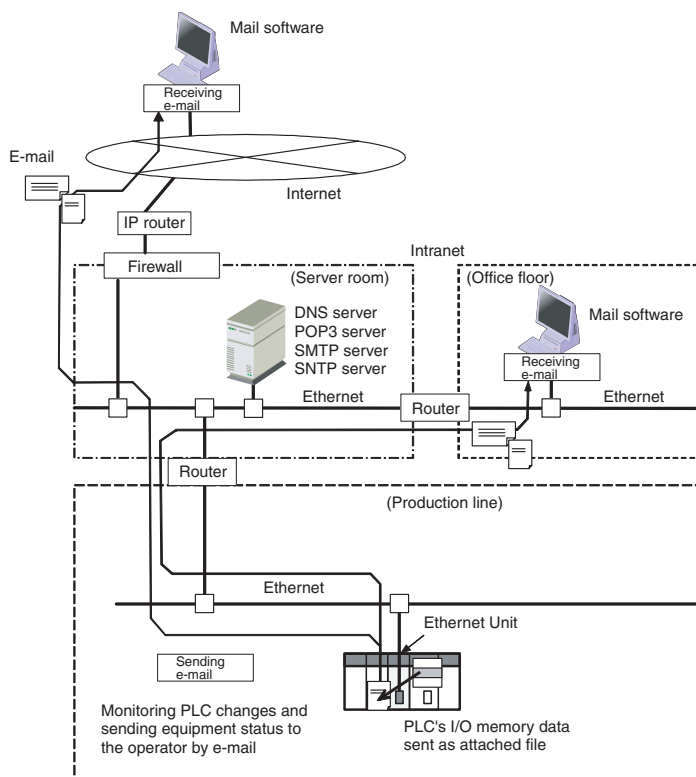 Mail software
Receiving
e-mail
E-mail
Internet
IP router
Intranet
Firewall
(Server room)
(Office floor)
DNS server
POP3 server
SMTP server
SNTP server
Mail software
Receiving
e-mail
Ethernet
Router
Ethernet
Router
(Production line)
Ethernet
Ethernet Unit
Sending
e-mail
Monitoring PLC changes and
sending equipment status to
the operator by e-mail
PLC's I/O memory data
sent as attached file